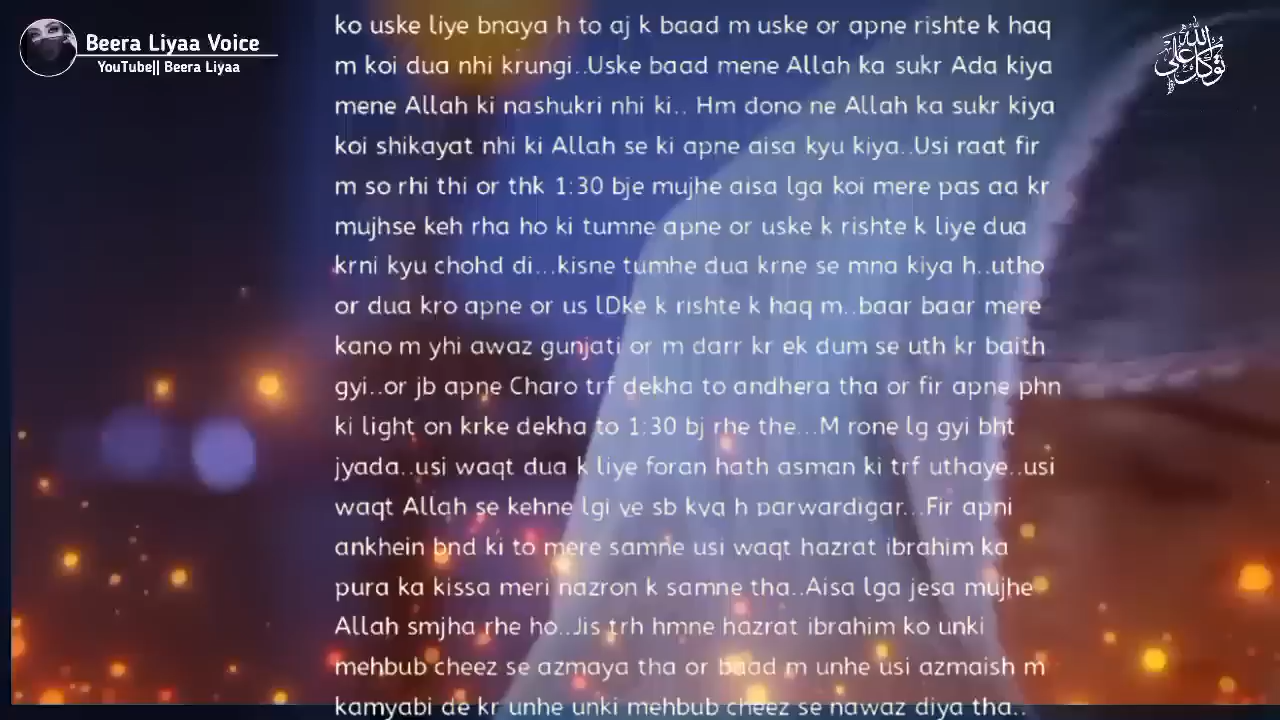 Beera Liyaa Voice
YouTube|| Beera Liyaa
ko uske liye bnaya h to aj k baad m uske or apne rishte k haq
m koi dua nhi krungi..Uske baad mene Allah ka sukr Ada kiya
mene Allah ki nashukri nhi ki.. Hm dono ne Allah ka sukr kiya
koi shikayat nhi ki Allah se ki apne aisa kyu kiya..Usi raat fir
m so rhi thi or thk 1:30 bje mujhe aisa lga koi mere pas aa kr
mujhse keh rha ho ki tumne apne or uske k rishte k liye dua
krni kyu chohd di...kisne tumhe dua krne se mna kiya h..utho
or dua kro apne or us lDke k rishte k haq m..baar baar mere
kano m yhi awaz gunjati or m darr kr ek dum se uth kr baith
gyi..or jb apne Charo trf dekha to andhera tha or fir apne phn
ki light on krke dekha to 1:30 bj rhe the...M rone lg gyi bht
jyada..usi waqt dua k liye foran hath asman ki trf uthaye..usi
waqt Allah se kehne lgi ye sb kya h parwardigar...Fir apni
ankhein bnd ki to mere samne usi waqt hazrat ibrahim ka
pura ka kissa meri nazron k samne tha..Aisa lga jesa mujhe
Allah smjha rhe ho..Jis trh hmne hazrat ibrahim ko unki
mehbub cheez se azmaya tha or baad m unhe usi azmaish m
kamyabi de kr unhe unki mehbub cheez se nawaz diya tha..
توكل على الله